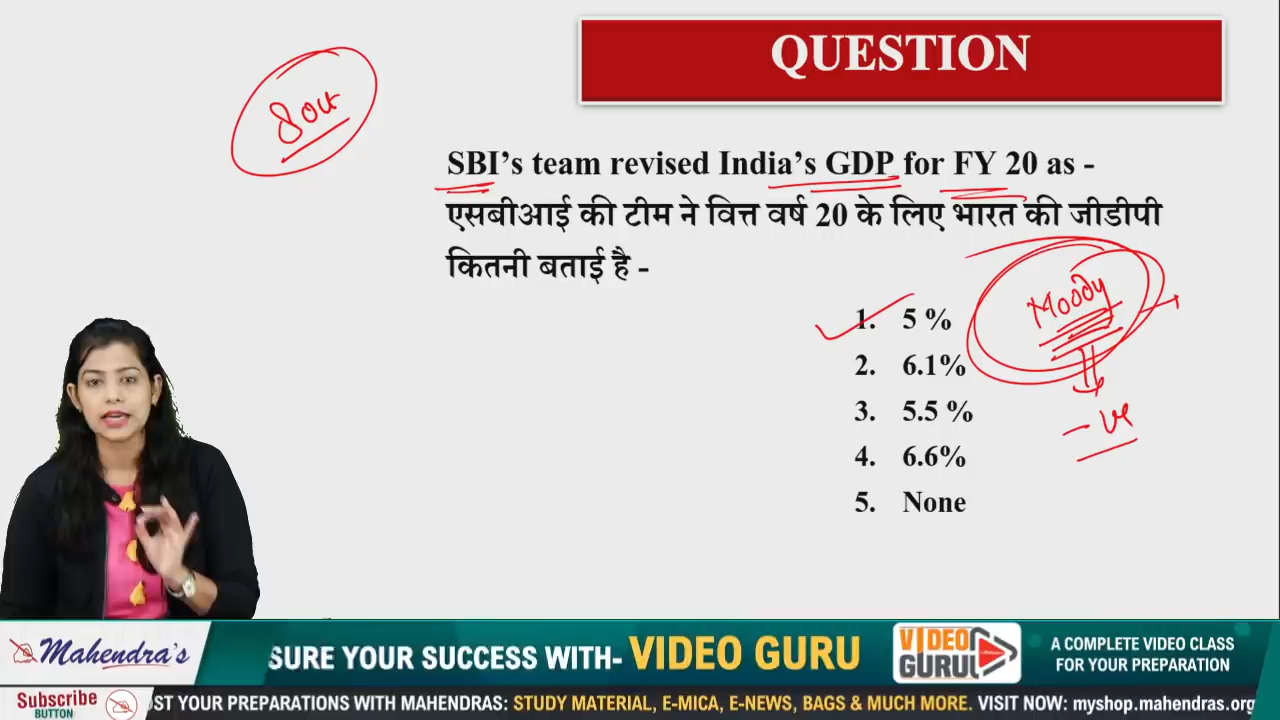 QUESTION
8 out
SBI's team revised India's GDP for FY 20 as -
एसबीआई की टीम ने वित्त वर्ष 20 के लिए भारत की जीडीपी
कितनी बताई है -
Moody
1. 5 %
2. 6.1%
3. 5.5 %
-ve
4. 6.6%
5. None
Mahendra's
SURE YOUR SUCCESS WITH- VIDEO GURU
VIDEO
GURU
A COMPLETE VIDEO CLASS
FOR YOUR PREPARATION
Subscribe
BUTTON
OST YOUR PREPARATIONS WITH MAHENDRAS: STUDY MATERIAL, E-MICA, E-NEWS, BAGS & MUCH MORE. VISIT NOW: myshop.mahendras.org